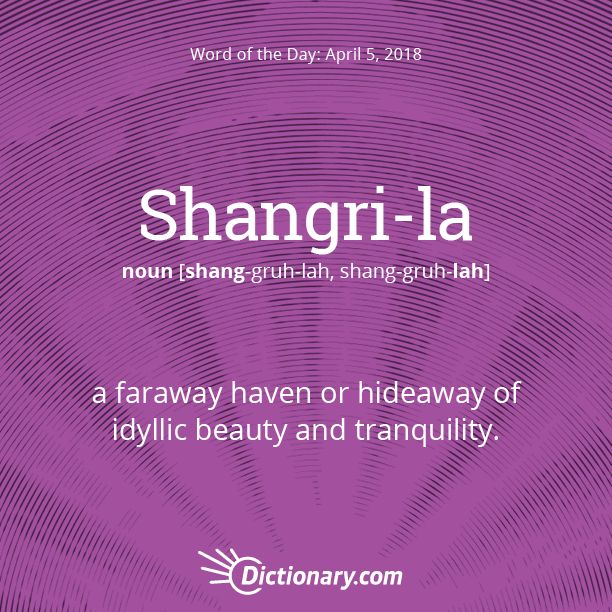 Word of the Day: April 5, 2018
Shangri-la
noun [shang-gruh-lah, shang-gruh-lah]
a faraway haven or hideaway of
idyllic beauty and tranquility.
Dictionary.com